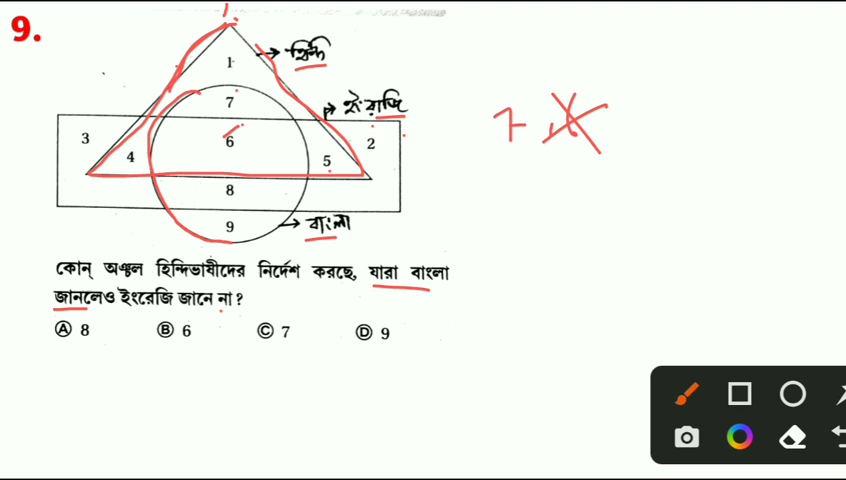 9.
1
হিন্দি
7
ইংরাজি
3
6
2
4
5
8
9
বাংলা
7
কোন্ অঞ্চল হিন্দিভাষীদের নির্দেশ করছে, যারা বাংলা
জানলেও ইংরেজি জানে না?
Ⓐ 8 Ⓑ 6 Ⓒ 7 Ⓓ 9